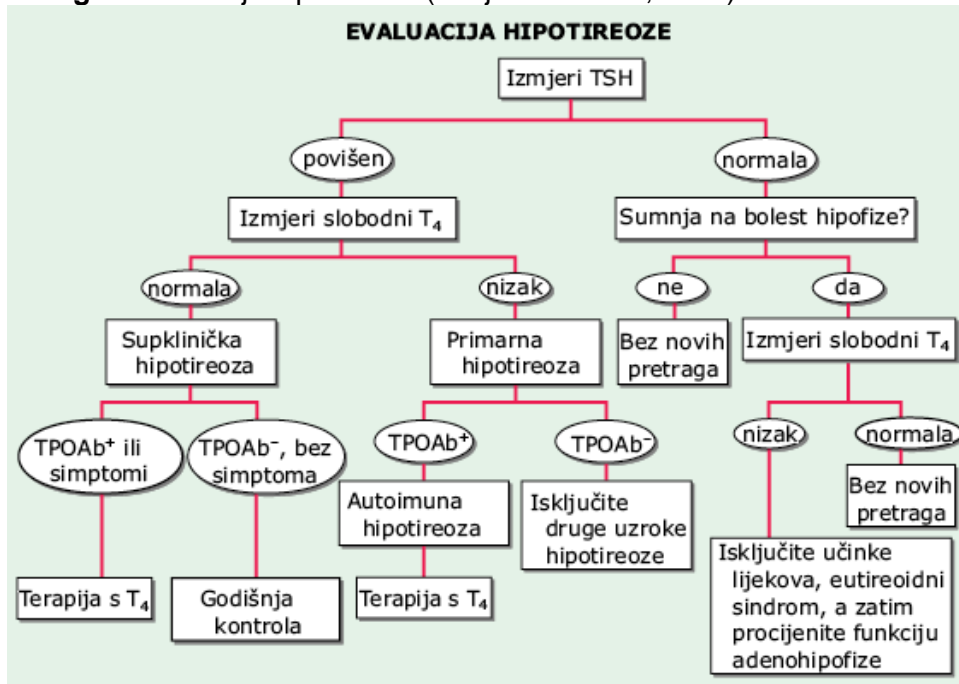 EVALUACIJA HIPOTIREOZE
Izmjeri TSH
povišen
normala
Izmjeri slobodni T₄
Sumnja na bolest hipofize?
normala
nizak
ne
da
Supklinička
hipotireoza
Primarna
hipotireoza
Bez novih
pretraga
Izmjeri slobodni T₄
TPOAb⁺ ili
simptomi
TPOAb⁻, bez
simptoma
TPOAb⁺
TPOAb⁻
nizak
normala
Autoimuna
hipotireoza
Isključite
druge uzroke
hipotireoze
Bez novih
pretraga
Terapija s T₄
Godišnja
kontrola
Terapija s T₄
Isključite učinke
lijekova, eutireoidni
sindrom, a zatim
procijenite funkciju
adenohipofize